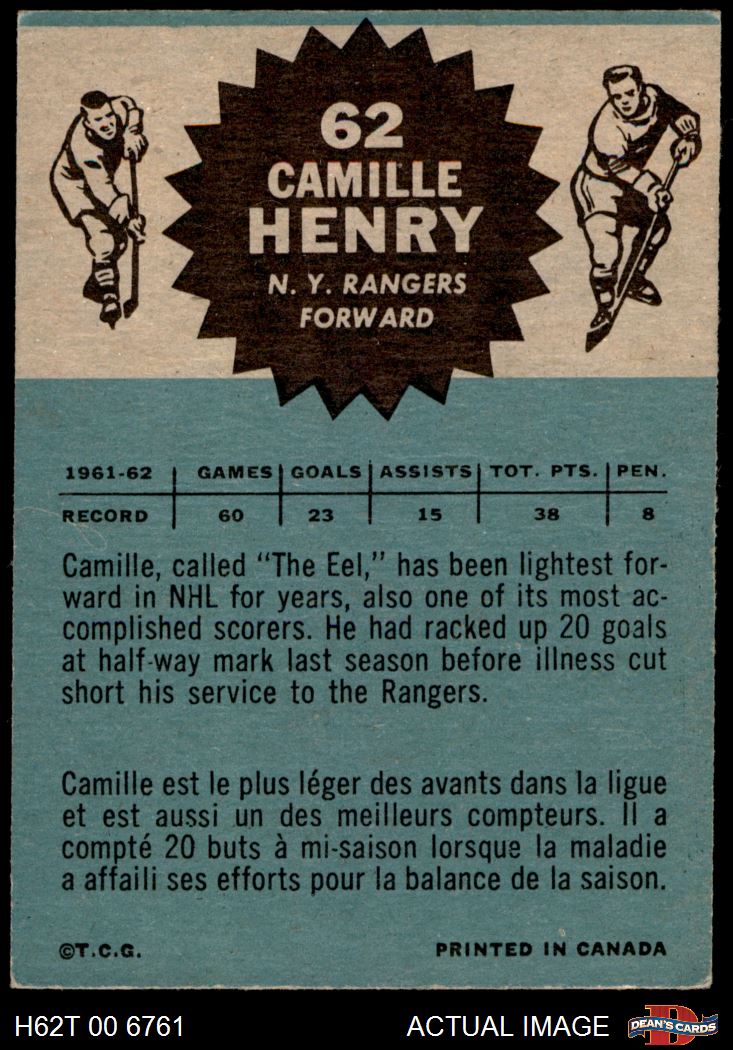 62
CAMILLE
HENRY
N. Y. RANGERS
FORWARD
1961-62 GAMES GOALS ASSISTS TOT. PTS. PEN.
RECORD 60 23 15 38 8
Camille, called "The Eel," has been lightest for-
ward in NHL for years, also one of its most ac-
complished scorers. He had racked up 20 goals
at half-way mark last season before illness cut
short his service to the Rangers.
Camille est le plus léger des avants dans la ligue
et est aussi un des meilleurs compteurs. Il a
compté 20 buts à mi-saison lorsque la maladie
a affaili ses efforts pour la balance de la saison.
©T.C.G. PRINTED IN CANADA
H62T 00 6761 ACTUAL IMAGE DEAN'S CARDS